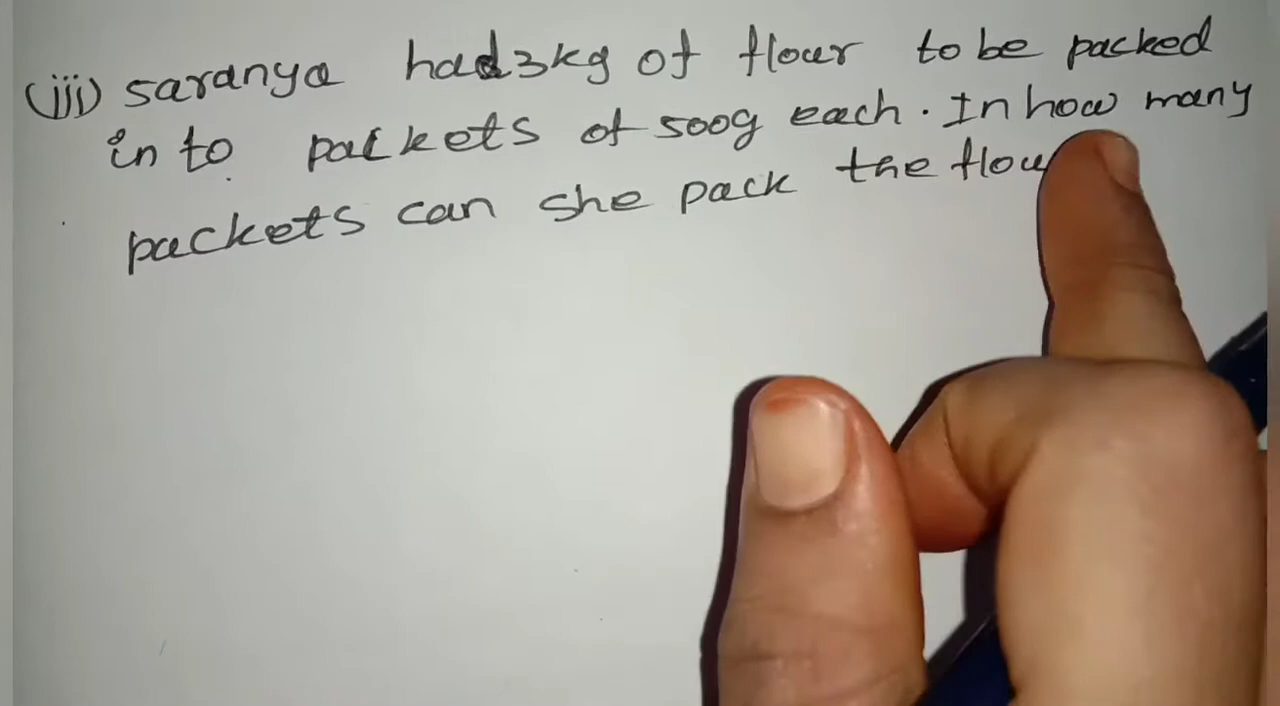 (iii) saranya had 3kg of flour to be packed
in to packets of 500g each. In how many
packets can she pack the flou